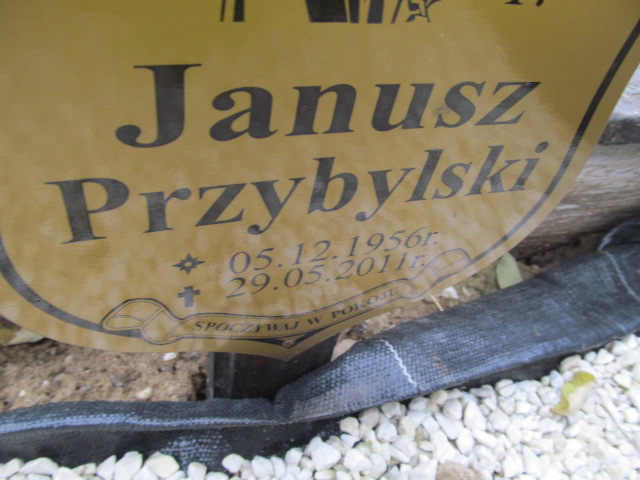 Janusz
Przybylski
05.12.1956r.
29.05.2011r.
SPOCZYWAJ W POKOJU